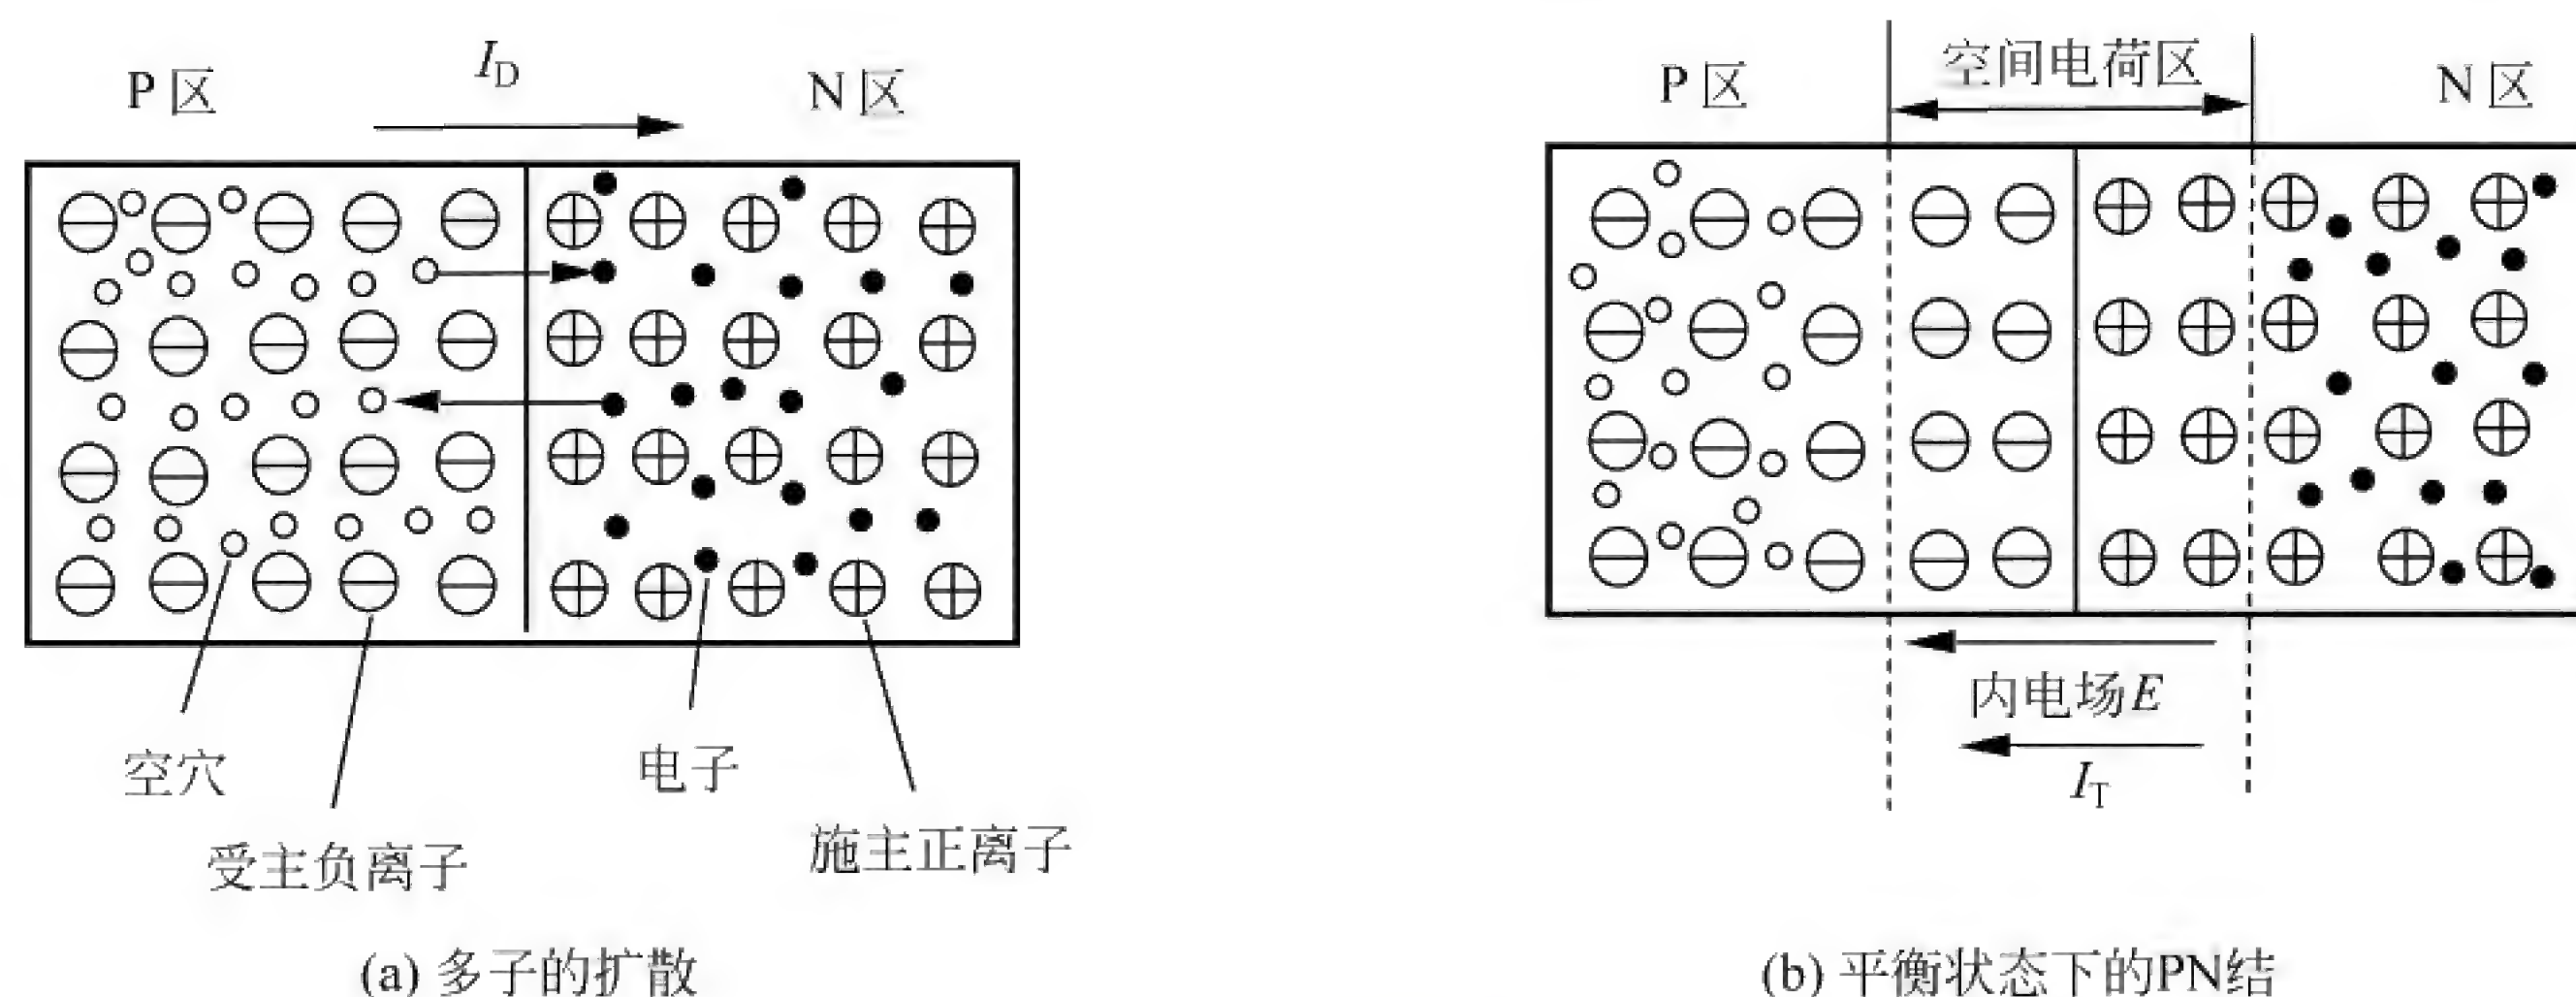 P 区
I_D
N 区
空穴
受主负离子
电子
施主正离子
(a) 多子的扩散
P 区
空间电荷区
N 区
内电场E
I_T
(b) 平衡状态下的PN结